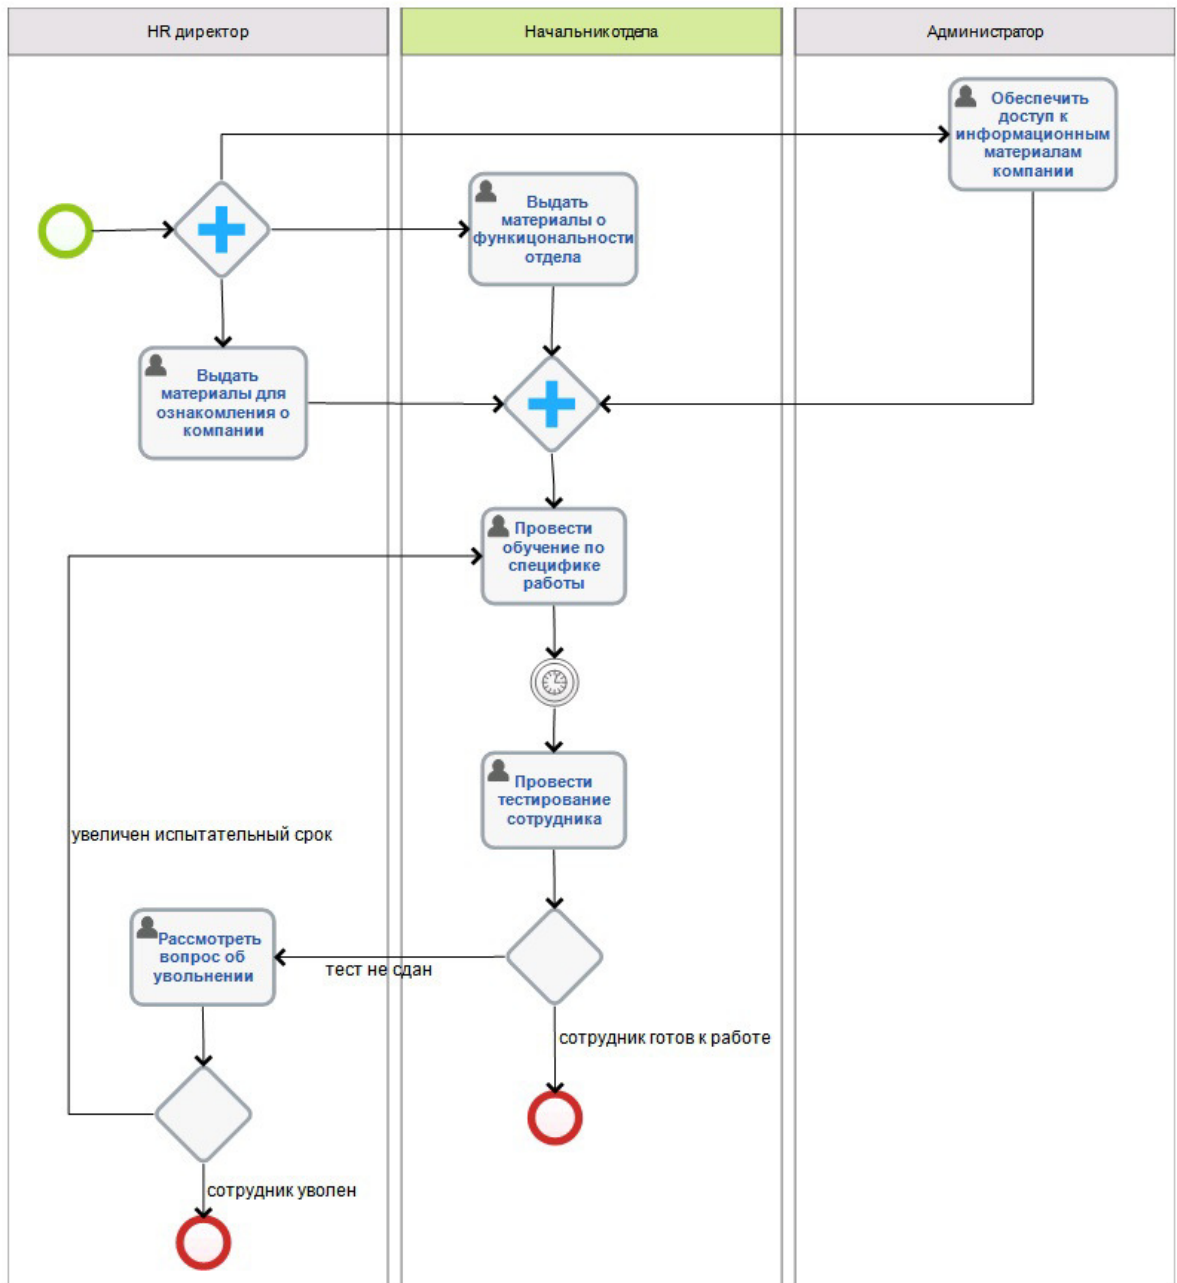 HR директор
Начальник отдела
Администратор
Обеспечить
доступ к
информационным
материалам
компании
Выдать
материалы о
функицональности
отдела
Выдать
материалы для
ознакомления о
компании
Провести
обучение по
специфике
работы
Провести
тестирование
сотрудника
увеличен испытательный срок
Рассмотреть
вопрос об
увольнении
тест не сдан
сотрудник готов к работе
сотрудник уволен